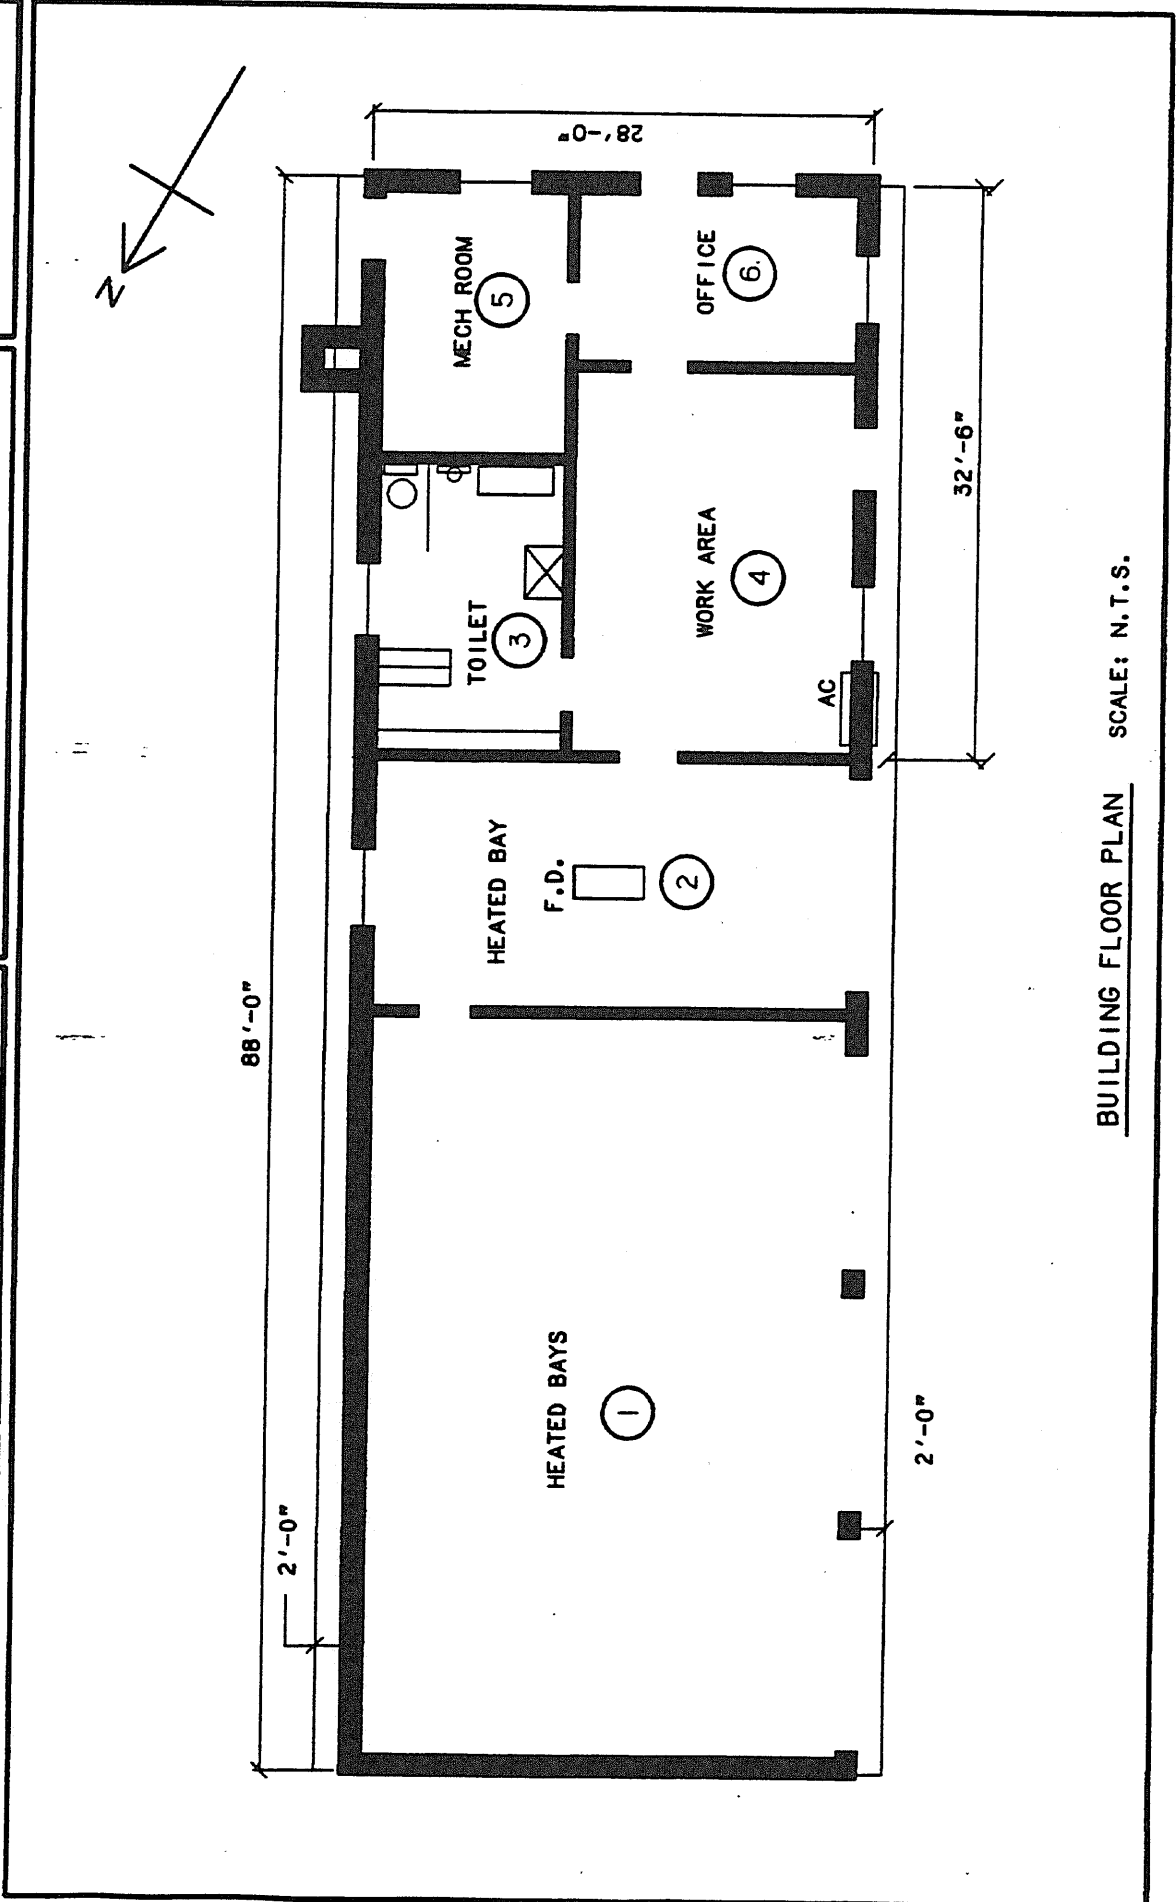 N
88'-0"
2'-0"
28'-0"
HEATED BAYS
1
HEATED BAY
F.D.
2
TOILET
3
WORK AREA
4
AC
MECH ROOM
5
OFFICE
6.
2'-0"
32'-6"
BUILDING FLOOR PLAN SCALE: N.T.S.